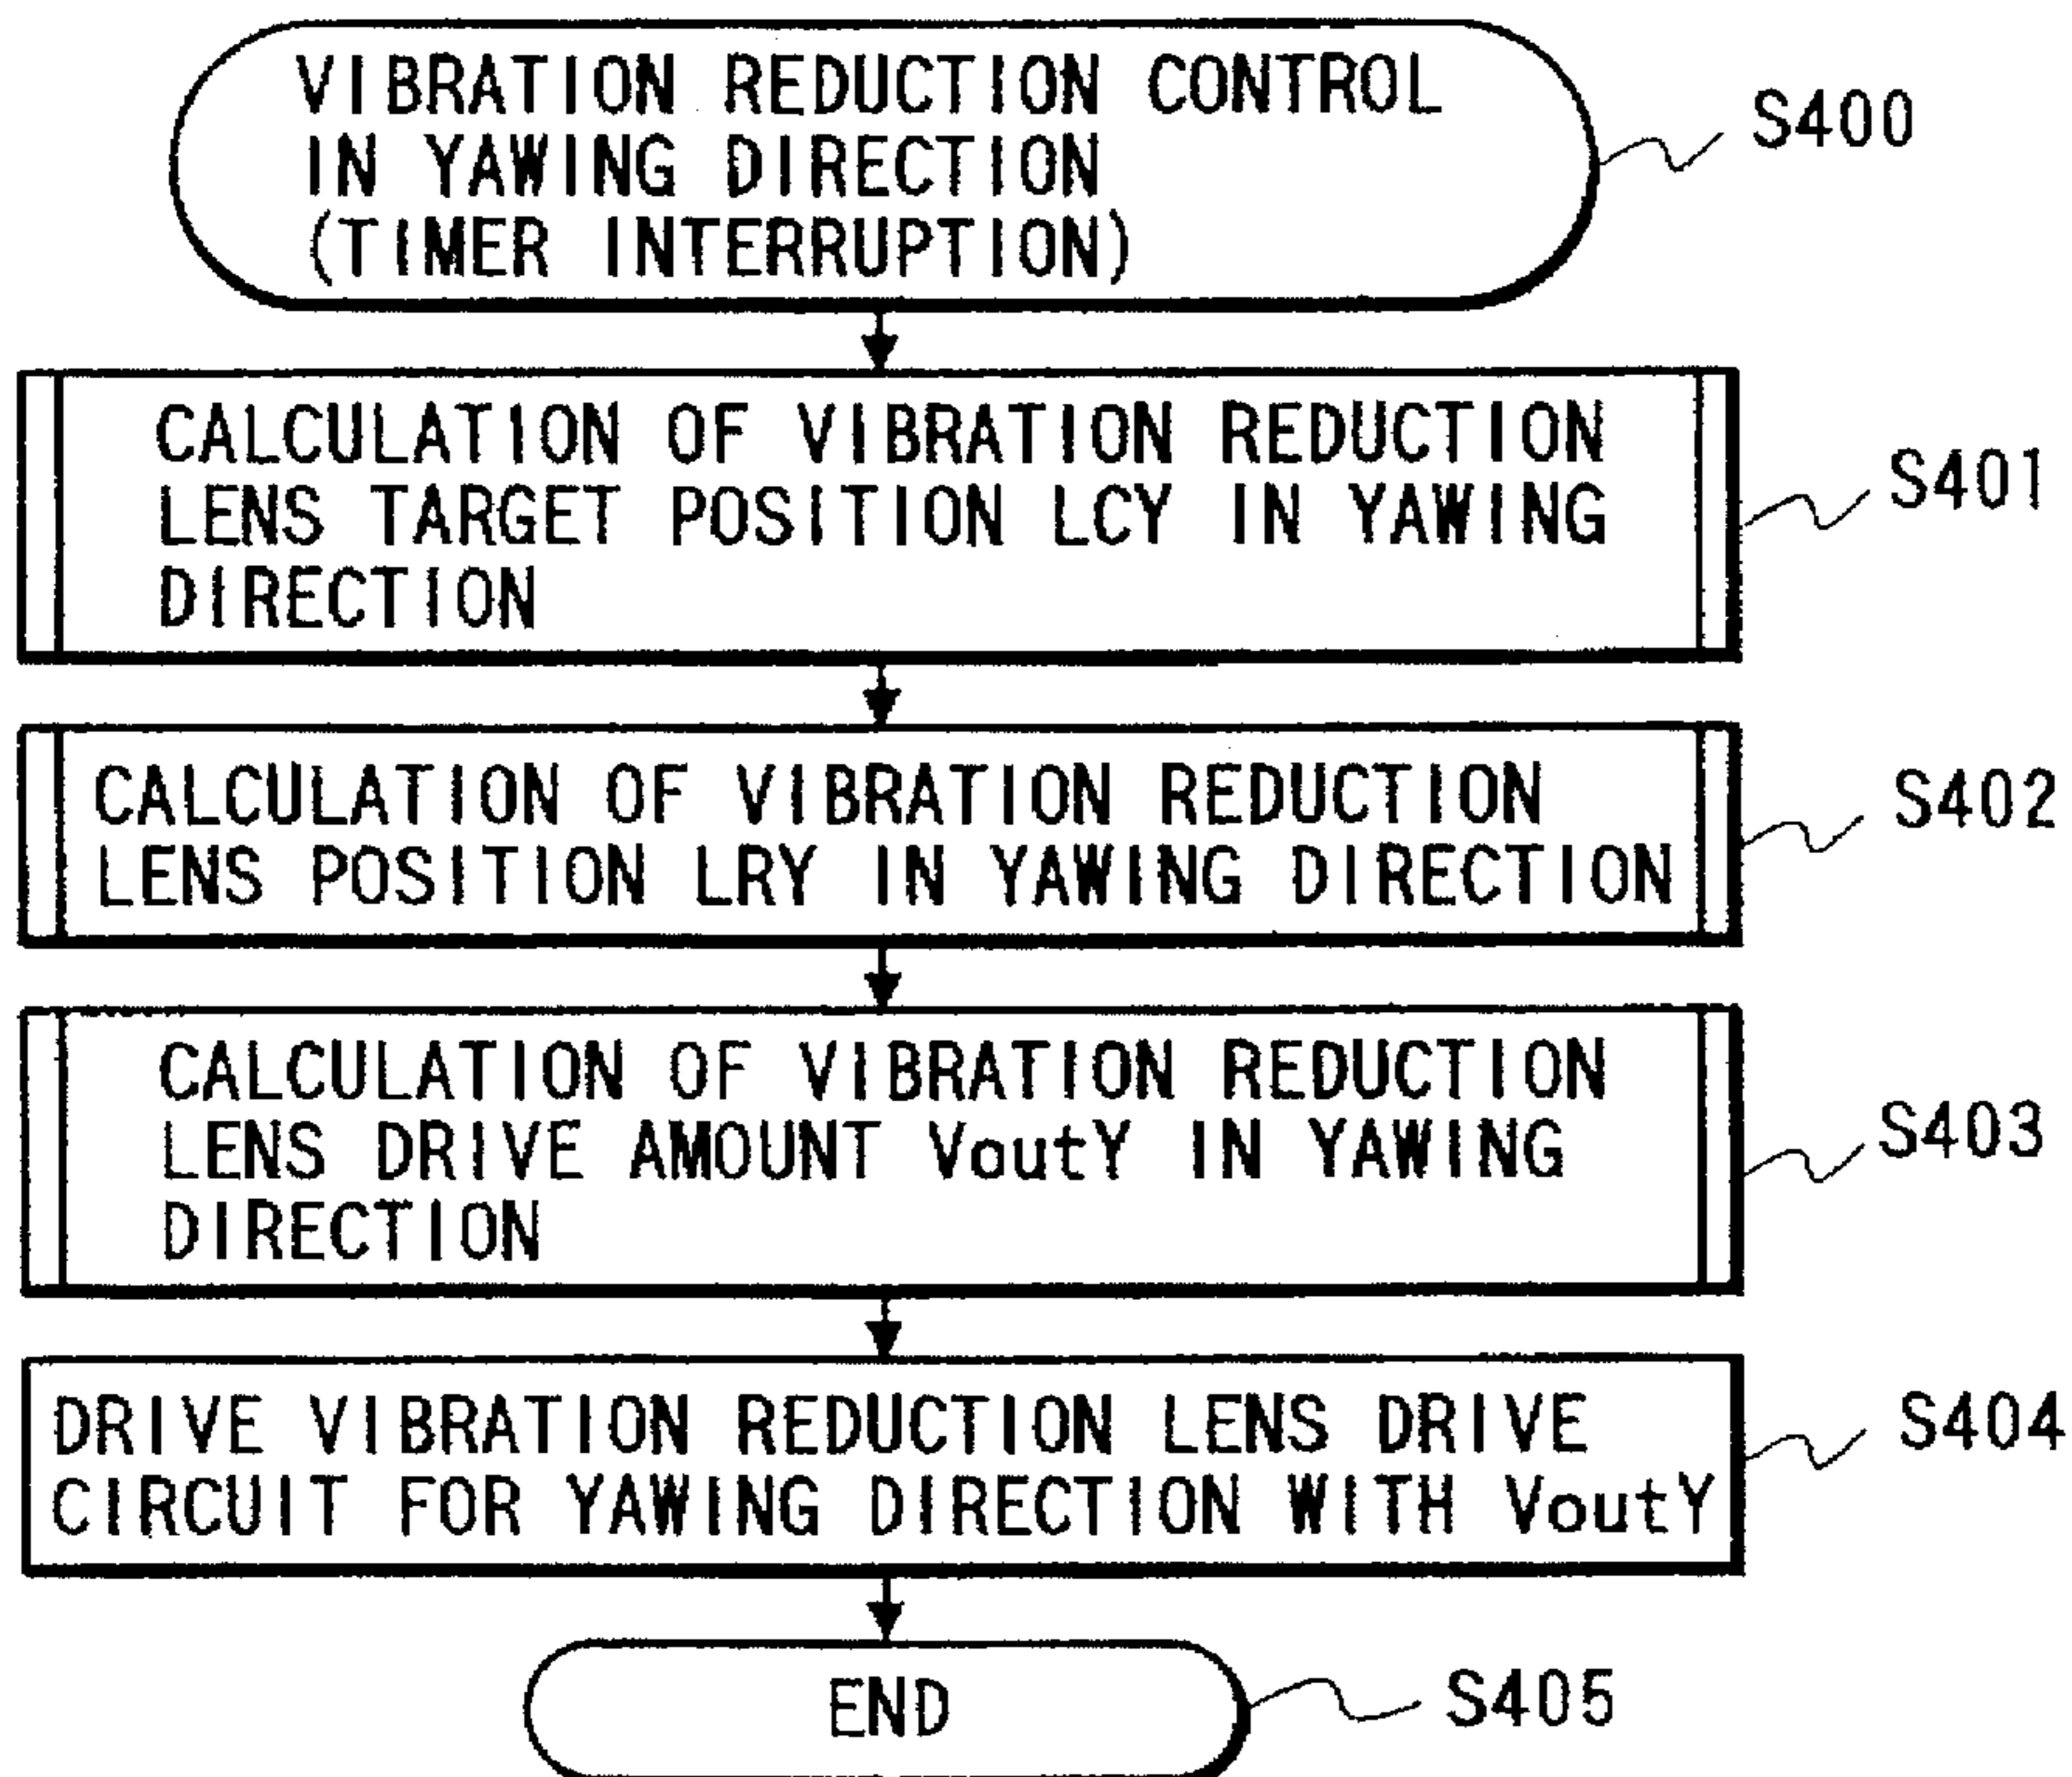 VIBRATION REDUCTION CONTROL
IN YAWING DIRECTION
(TIMER INTERRUPTION)
S400
CALCULATION OF VIBRATION REDUCTION
LENS TARGET POSITION LCY IN YAWING
DIRECTION
S401
CALCULATION OF VIBRATION REDUCTION
LENS POSITION LRY IN YAWING DIRECTION
S402
CALCULATION OF VIBRATION REDUCTION
LENS DRIVE AMOUNT VoutY IN YAWING
DIRECTION
S403
DRIVE VIBRATION REDUCTION LENS DRIVE
CIRCUIT FOR YAWING DIRECTION WITH VoutY
S404
END
S405